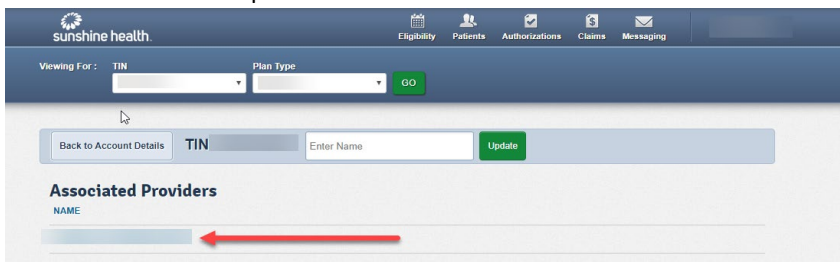 sunshine health.
Eligibility Patients Authorizations Claims Messaging
Viewing For : TIN Plan Type
GO
Back to Account Details TIN Enter Name Update
Associated Providers
NAME